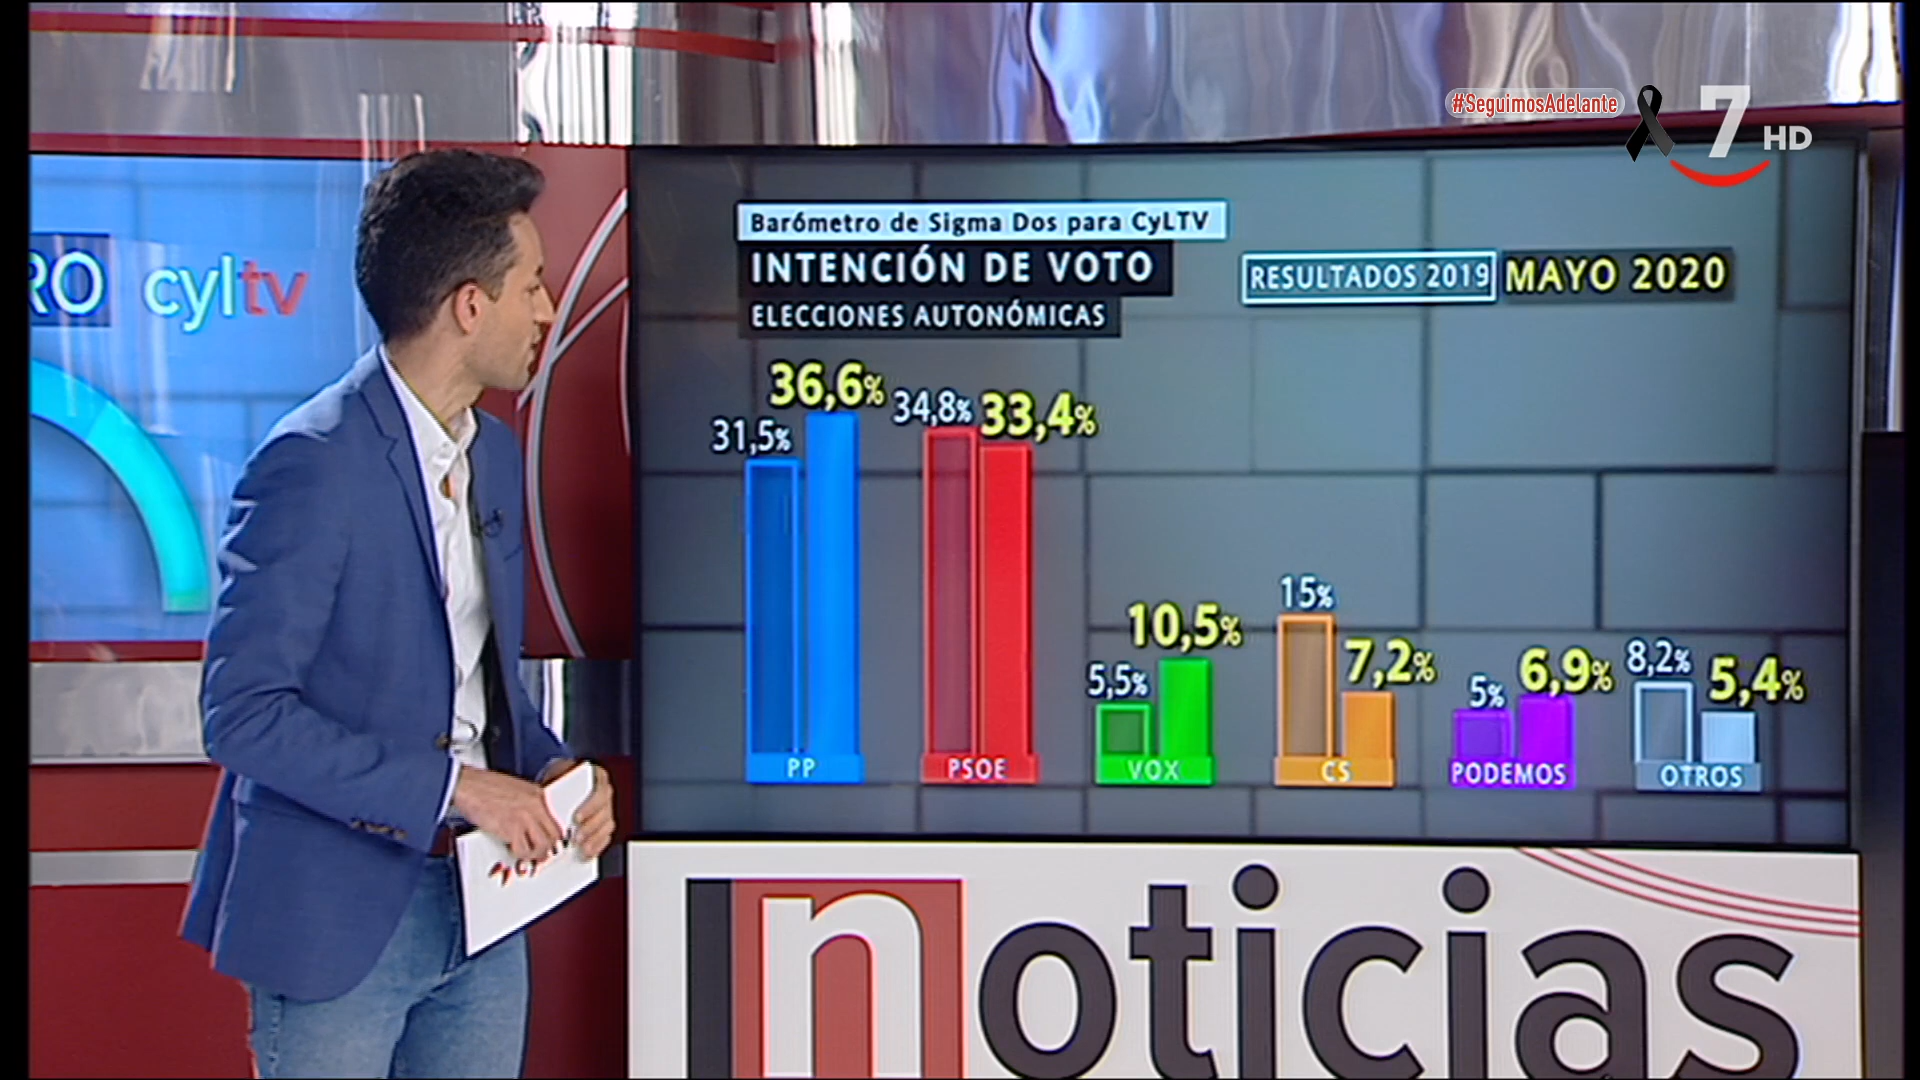 #SeguimosAdelante
7 HD
RO cyltv
Barómetro de Sigma Dos para CyLTV
INTENCIÓN DE VOTO
ELECCIONES AUTONÓMICAS
RESULTADOS 2019 MAYO 2020
31,5% 36,6% 34,8% 33,4%
5,5% 10,5% 15% 7,2% 5% 6,9% 8,2% 5,4%
PP PSOE VOX CS PODEMOS OTROS
noticias